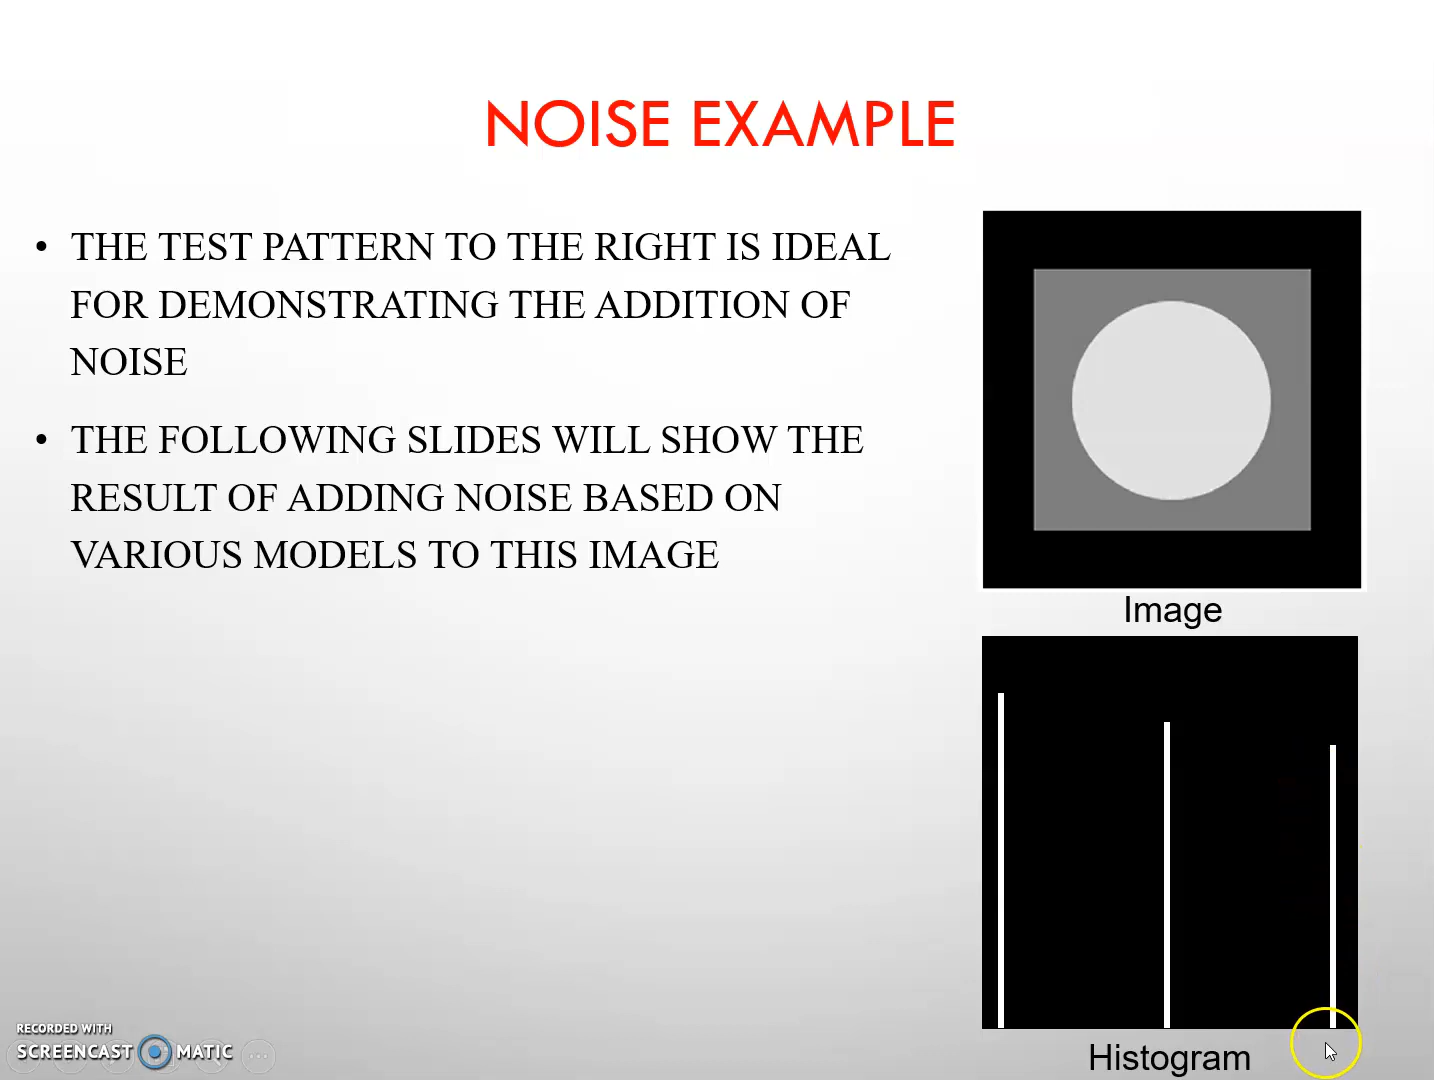 NOISE EXAMPLE
• THE TEST PATTERN TO THE RIGHT IS IDEAL
FOR DEMONSTRATING THE ADDITION OF
NOISE
• THE FOLLOWING SLIDES WILL SHOW THE
RESULT OF ADDING NOISE BASED ON
VARIOUS MODELS TO THIS IMAGE
Image
Histogram
RECORDED WITH
SCREENCAST MATIC